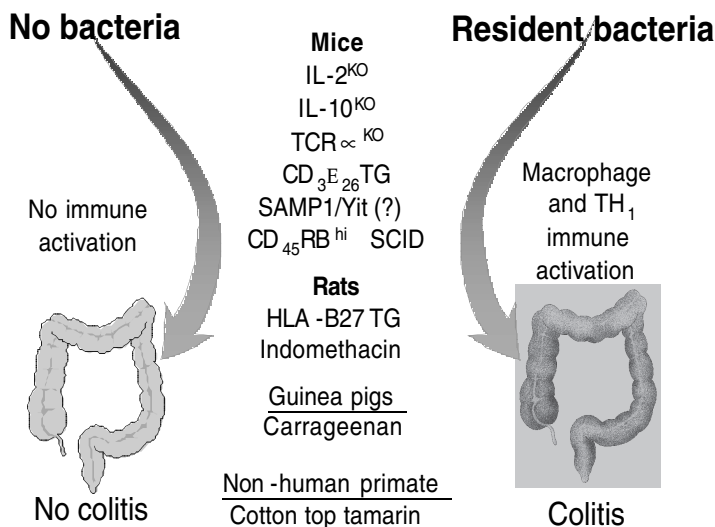 No bacteria
No immune
activation
No colitis
Mice
IL-2ᴷᴼ
IL-10ᴷᴼ
TCR ∝ ᴷᴼ
CD₃E₂₆TG
SAMP1/Yit (?)
CD₄₅RB ʰⁱ SCID
Rats
HLA -B27 TG
Indomethacin
Guinea pigs
Carrageenan
Non -human primate
Cotton top tamarin
Resident bacteria
Macrophage
and TH₁
immune
activation
Colitis